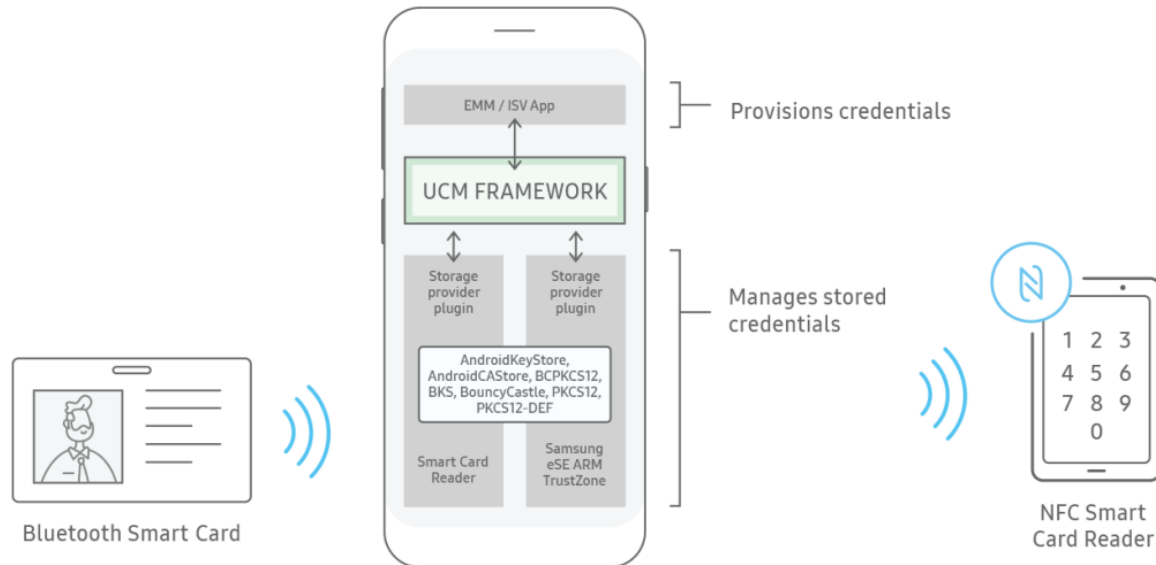 EMM / ISV App
Provisions credentials
UCM FRAMEWORK
Storage
provider
plugin
Storage
provider
plugin
Manages stored
credentials
AndroidKeyStore,
AndroidCAStore, BCPKCS12,
BKS, BouncyCastle, PKCS12,
PKCS12-DEF
Smart Card
Reader
Samsung
eSE ARM
TrustZone
Bluetooth Smart Card
1 2 3
4 5 6
7 8 9
0
NFC Smart
Card Reader